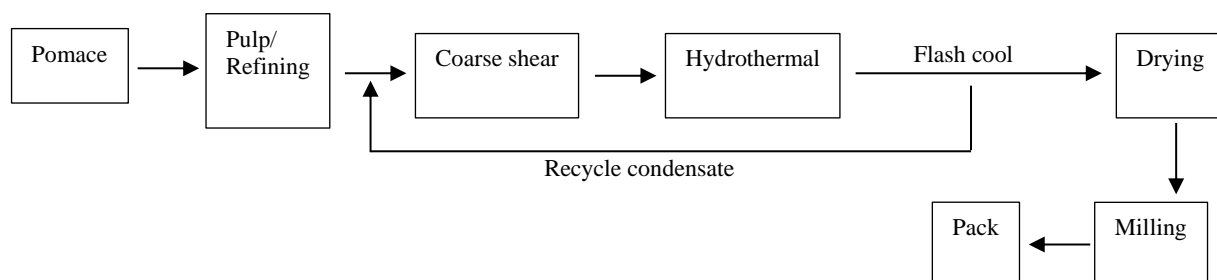 Pomace
Pulp/
Refining
Coarse shear
Hydrothermal
Flash cool
Drying
Recycle condensate
Pack
Milling